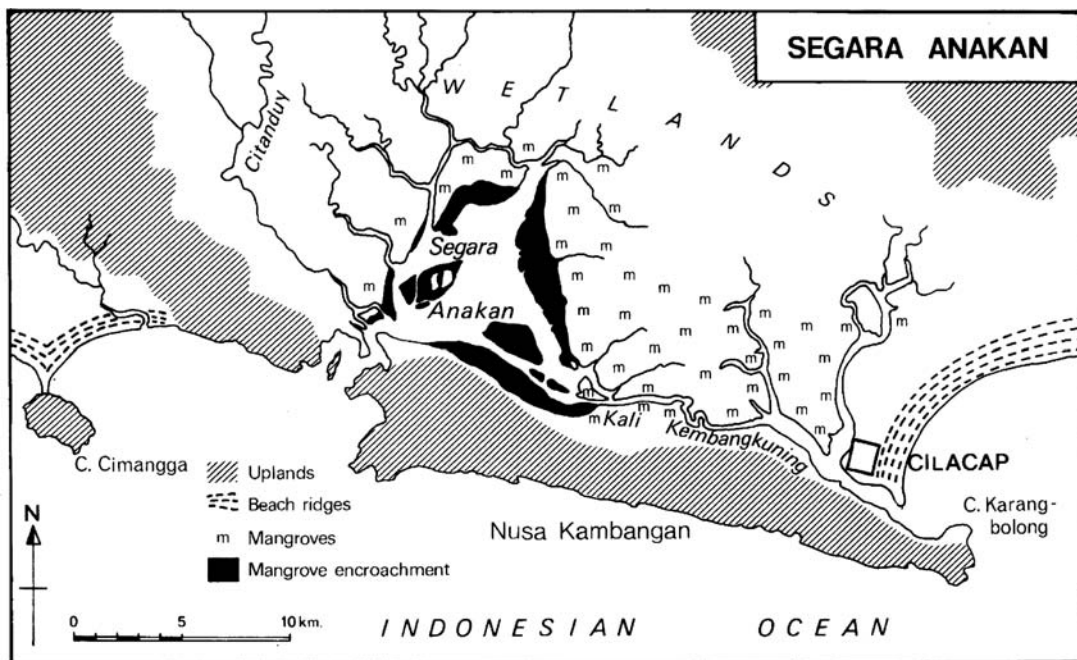 SEGARA ANAKAN
WETLANDS
Citanduy
m m m m m m m m m m m m m m m m m m m m m m m m m m m m m m m m m m m m m m m
Segara
Anakan
Kali Kembangkuning
CILACAP
C. Cimangga
C. Karang-
bolong
Uplands
Beach ridges
m Mangroves
Mangrove encroachment
Nusa Kambangan
N
0 5 10 km.
INDONESIAN OCEAN